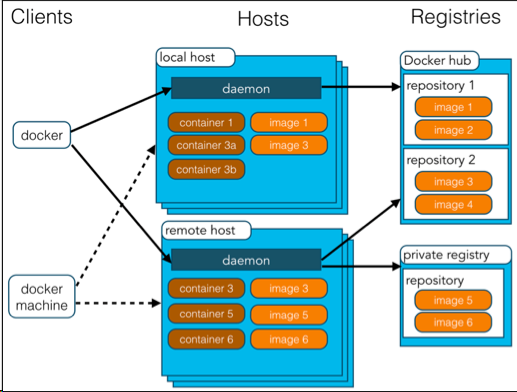 Clients
Hosts
Registries
docker
docker
machine
local host
daemon
container 1
image 1
container 3a
image 3
container 3b
remote host
daemon
container 3
image 3
container 5
image 5
container 6
image 6
Docker hub
repository 1
image 1
image 2
repository 2
image 3
image 4
private registry
repository
image 5
image 6